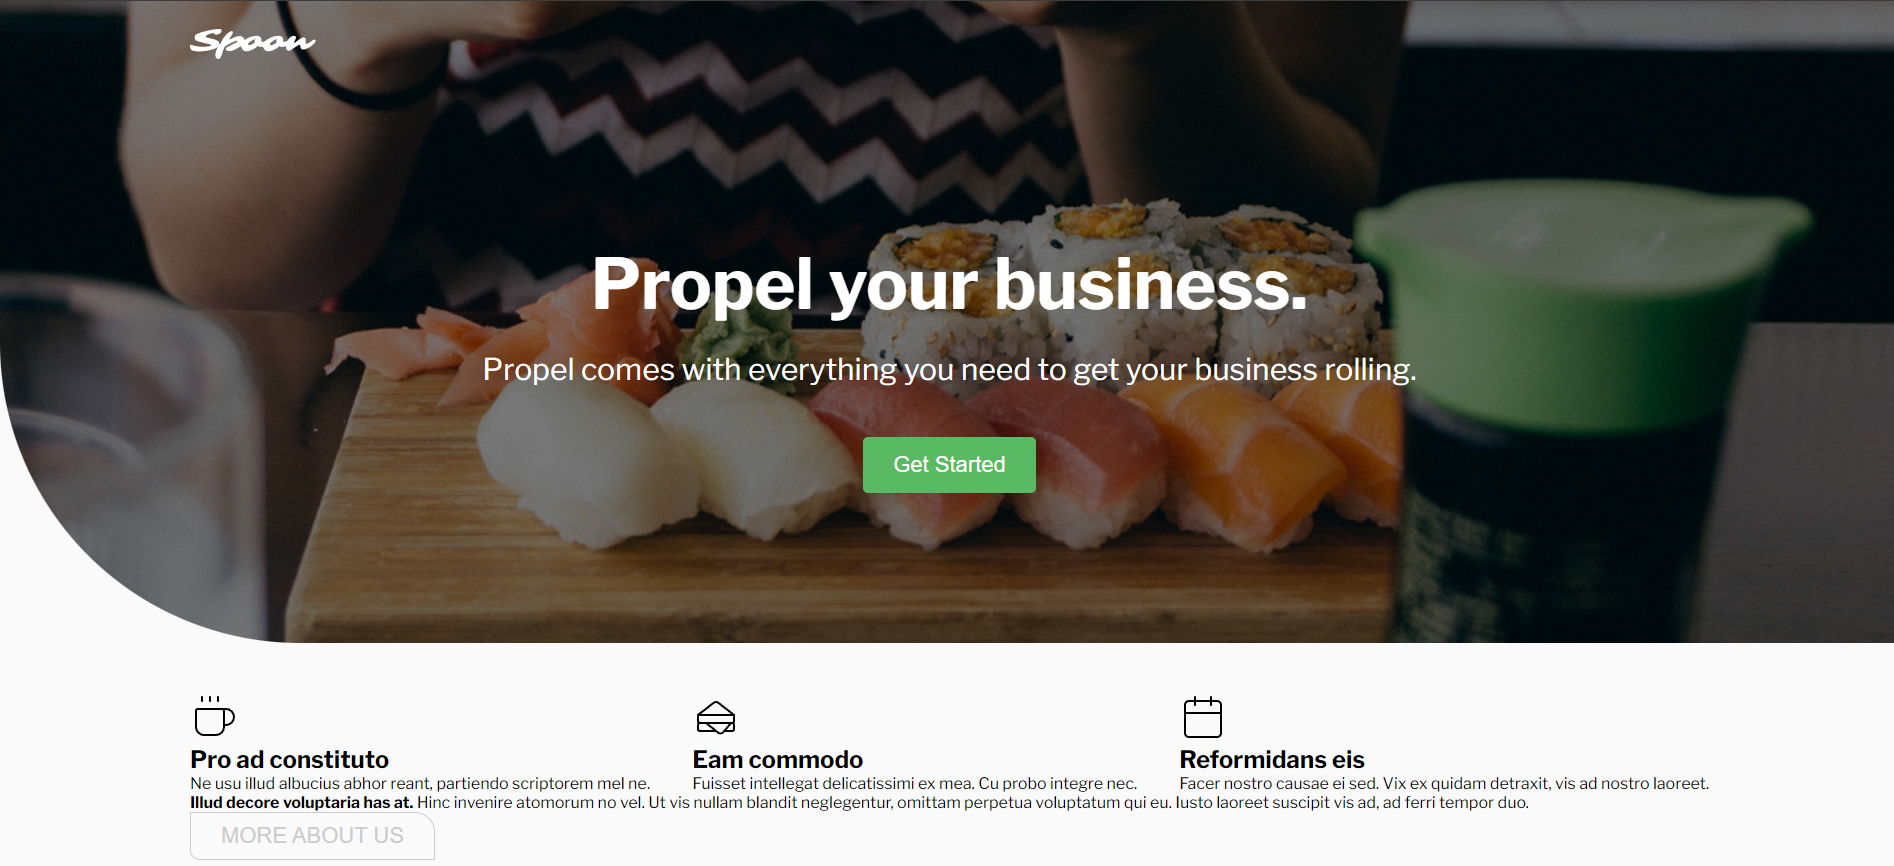 Spoon
Propel your business.
Propel comes with everything you need to get your business rolling.
Get Started
Pro ad constituto
Ne usu illud albucius abhor reant, partiendo scriptorem mel ne.
Eam commodo
Fuisset intellegat delicatissimi ex mea. Cu probo integre nec.
Reformidans eis
Facer nostro causae ei sed. Vix ex quidam detraxit, vis ad nostro laoreet.
Illud decore voluptaria has at. Hinc invenire atomorum no vel. Ut vis nullam blandit neglegentur, omittam perpetua voluptatum qui eu. Iusto laoreet suscipit vis ad, ad ferri tempor duo.
MORE ABOUT US